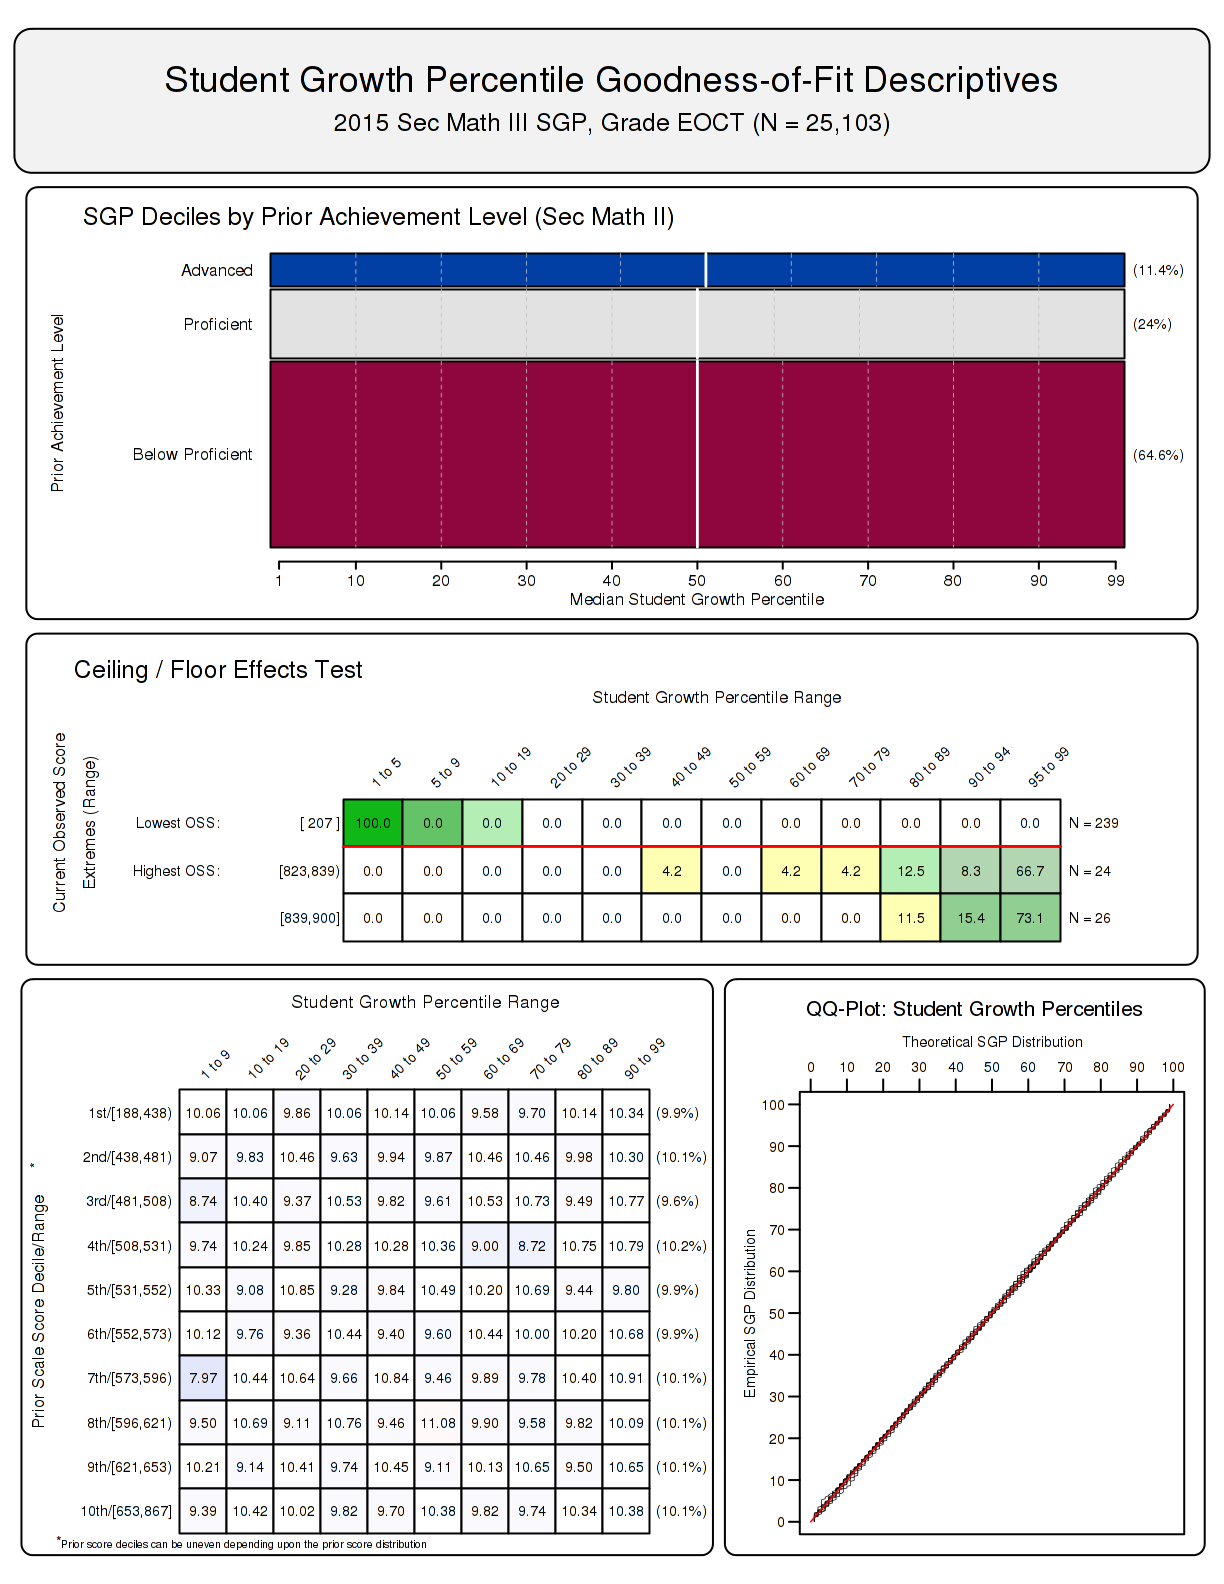 Student Growth Percentile Goodness-of-Fit Descriptives
2015 Sec Math III SGP, Grade EOCT (N = 25,103)
SGP Deciles by Prior Achievement Level (Sec Math II)
Prior Achievement Level
Advanced (11.4%)
Proficient (24%)
Below Proficient (64.6%)
1 10 20 30 40 50 60 70 80 90 99
Median Student Growth Percentile
Ceiling / Floor Effects Test
Student Growth Percentile Range
Current Observed Score
Extremes (Range)
1 to 5 5 to 9 10 to 19 20 to 29 30 to 39 40 to 49 50 to 59 60 to 69 70 to 79 80 to 89 90 to 94 95 to 99
Lowest OSS: [ 207 ] 100.0 0.0 0.0 0.0 0.0 0.0 0.0 0.0 0.0 0.0 0.0 0.0 N = 239
Highest OSS: [823,839) 0.0 0.0 0.0 0.0 0.0 4.2 0.0 4.2 4.2 12.5 8.3 66.7 N = 24
[839,900] 0.0 0.0 0.0 0.0 0.0 0.0 0.0 0.0 0.0 11.5 15.4 73.1 N = 26
Student Growth Percentile Range
1 to 9 10 to 19 20 to 29 30 to 39 40 to 49 50 to 59 60 to 69 70 to 79 80 to 89 90 to 99
Prior Scale Score Decile/Range *
1st/[188,438) 10.06 10.06 9.86 10.06 10.14 10.06 9.58 9.70 10.14 10.34 (9.9%)
2nd/[438,481) 9.07 9.83 10.46 9.63 9.94 9.87 10.46 10.46 9.98 10.30 (10.1%)
3rd/[481,508) 8.74 10.40 9.37 10.53 9.82 9.61 10.53 10.73 9.49 10.77 (9.6%)
4th/[508,531) 9.74 10.24 9.85 10.28 10.28 10.36 9.00 8.72 10.75 10.79 (10.2%)
5th/[531,552) 10.33 9.08 10.85 9.28 9.84 10.49 10.20 10.69 9.44 9.80 (9.9%)
6th/[552,573) 10.12 9.76 9.36 10.44 9.40 9.60 10.44 10.00 10.20 10.68 (9.9%)
7th/[573,596) 7.97 10.44 10.64 9.66 10.84 9.46 9.89 9.78 10.40 10.91 (10.1%)
8th/[596,621) 9.50 10.69 9.11 10.76 9.46 11.08 9.90 9.58 9.82 10.09 (10.1%)
9th/[621,653) 10.21 9.14 10.41 9.74 10.45 9.11 10.13 10.65 9.50 10.65 (10.1%)
10th/[653,867] 9.39 10.42 10.02 9.82 9.70 10.38 9.82 9.74 10.34 10.38 (10.1%)
*Prior score deciles can be uneven depending upon the prior score distribution
QQ-Plot: Student Growth Percentiles
Theoretical SGP Distribution
0 10 20 30 40 50 60 70 80 90 100
Empirical SGP Distribution
100
90
80
70
60
50
40
30
20
10
0